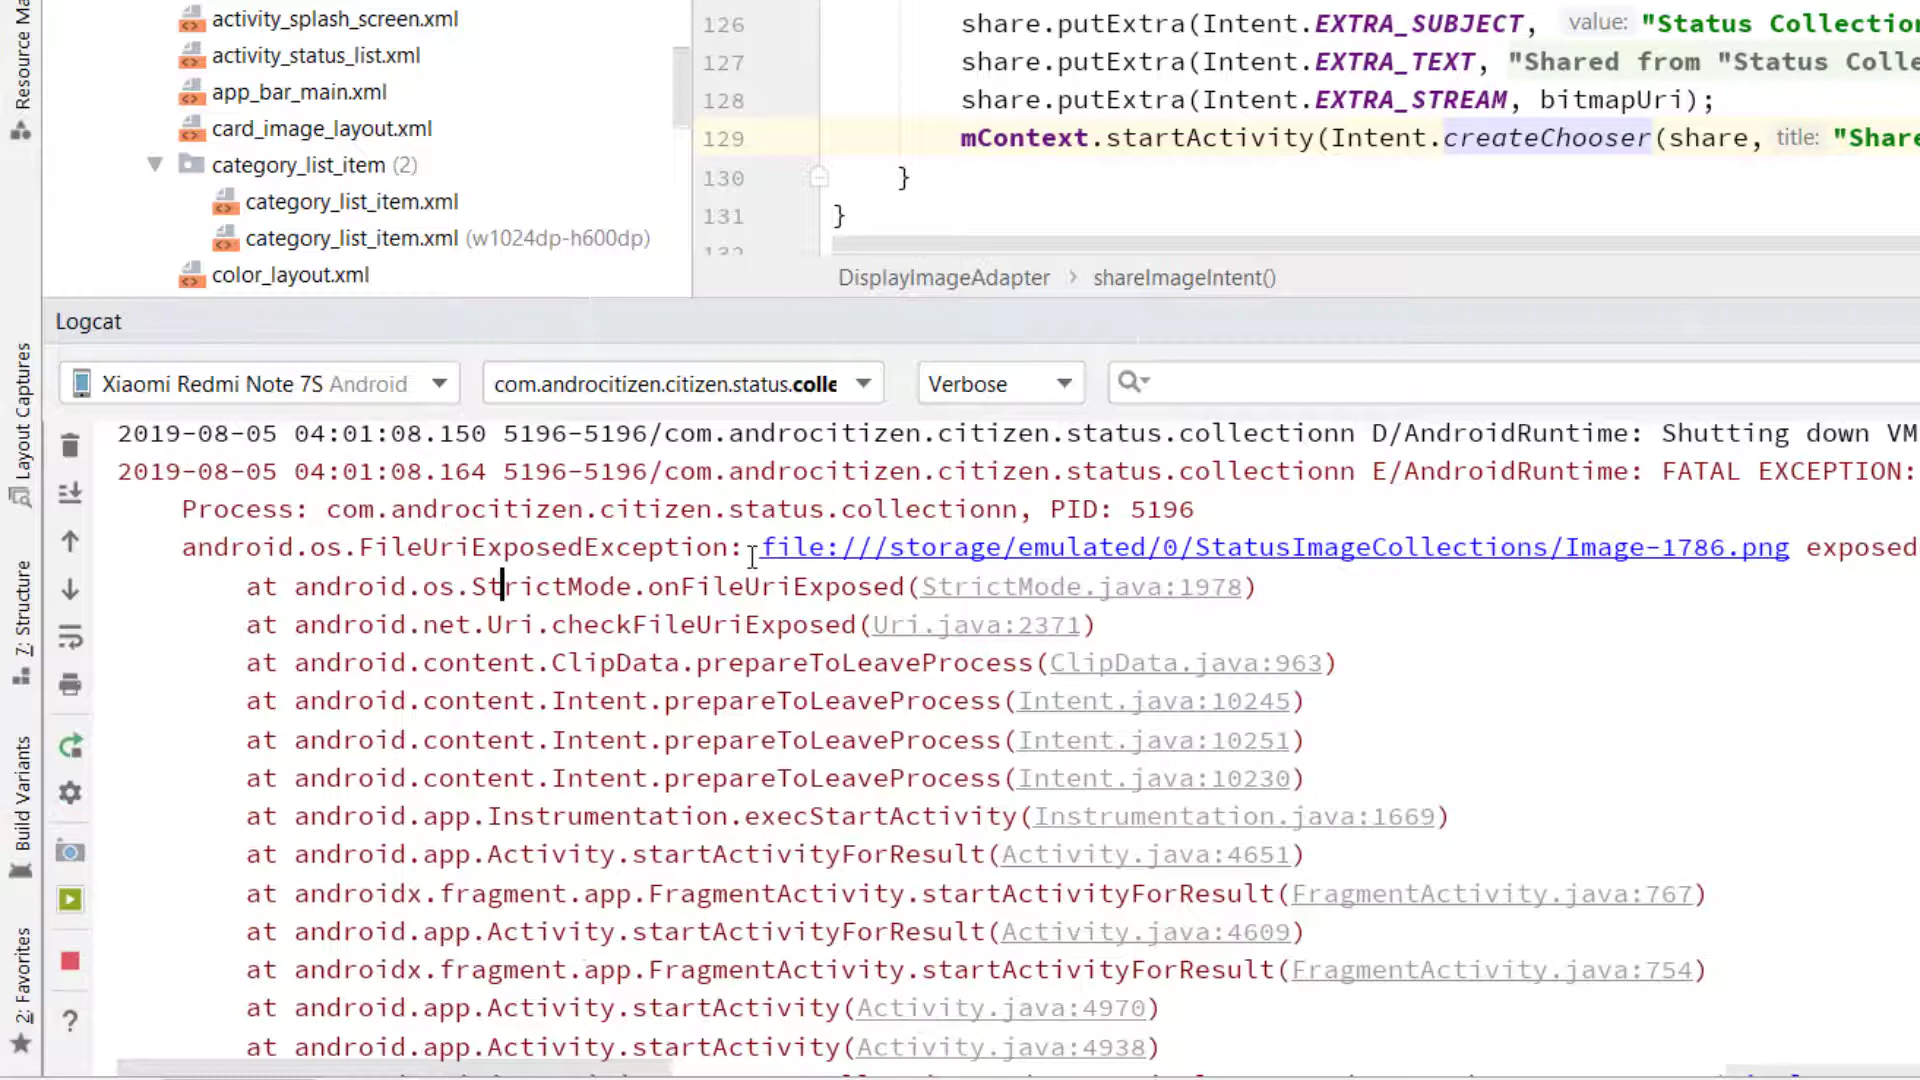 Resource Ma
activity_splash_screen.xml
activity_status_list.xml
app_bar_main.xml
card_image_layout.xml
category_list_item (2)
category_list_item.xml
category_list_item.xml (w1024dp-h600dp)
color_layout.xml
126 share.putExtra(Intent.EXTRA_SUBJECT, value: "Status Collection
127 share.putExtra(Intent.EXTRA_TEXT, "Shared from "Status Colle
128 share.putExtra(Intent.EXTRA_STREAM, bitmapUri);
129 mContext.startActivity(Intent.createChooser(share, title: "Share
130 }
131 }
132
DisplayImageAdapter > shareImageIntent()
Logcat
Xiaomi Redmi Note 7S Android
com.androcitizen.citizen.status.colle
Verbose
Layout Captures
7: Structure
Build Variants
2: Favorites
2019-08-05 04:01:08.150 5196-5196/com.androcitizen.citizen.status.collectionn D/AndroidRuntime: Shutting down VM
2019-08-05 04:01:08.164 5196-5196/com.androcitizen.citizen.status.collectionn E/AndroidRuntime: FATAL EXCEPTION:
Process: com.androcitizen.citizen.status.collectionn, PID: 5196
android.os.FileUriExposedException: file:///storage/emulated/0/StatusImageCollections/Image-1786.png exposed
at android.os.StrictMode.onFileUriExposed(StrictMode.java:1978)
at android.net.Uri.checkFileUriExposed(Uri.java:2371)
at android.content.ClipData.prepareToLeaveProcess(ClipData.java:963)
at android.content.Intent.prepareToLeaveProcess(Intent.java:10245)
at android.content.Intent.prepareToLeaveProcess(Intent.java:10251)
at android.content.Intent.prepareToLeaveProcess(Intent.java:10230)
at android.app.Instrumentation.execStartActivity(Instrumentation.java:1669)
at android.app.Activity.startActivityForResult(Activity.java:4651)
at androidx.fragment.app.FragmentActivity.startActivityForResult(FragmentActivity.java:767)
at android.app.Activity.startActivityForResult(Activity.java:4609)
at androidx.fragment.app.FragmentActivity.startActivityForResult(FragmentActivity.java:754)
at android.app.Activity.startActivity(Activity.java:4970)
at android.app.Activity.startActivity(Activity.java:4938)